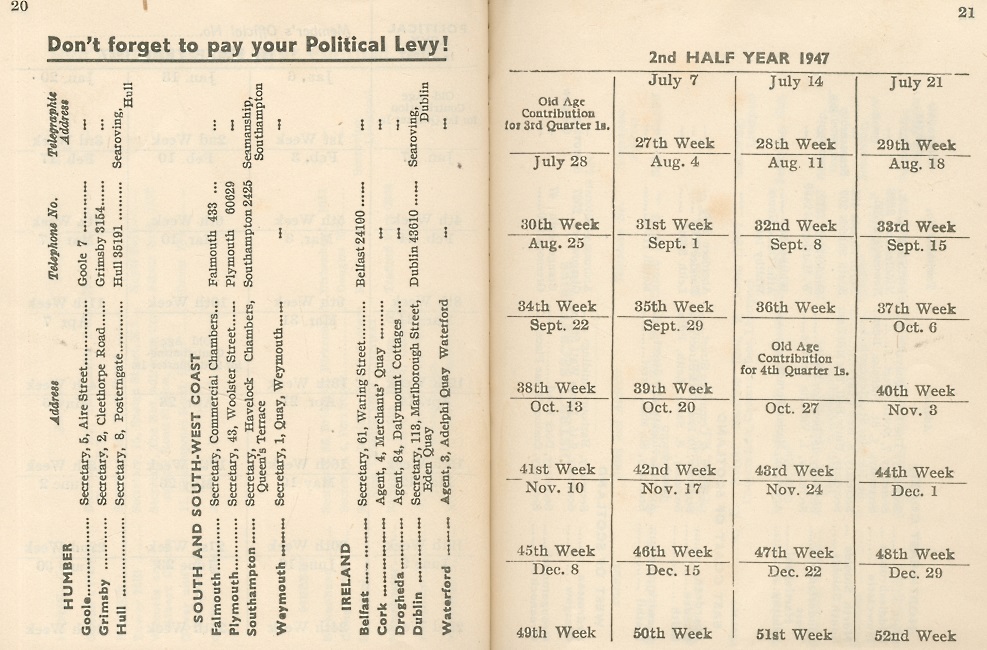 20
Don't forget to pay your Political Levy!
Address Telephone No. Telegraphic Address
HUMBER
Goole......... Secretary, 5, Aire Street......... Goole 7 ......... ...
Grimsby ...... Secretary, 2, Cleethorpe Road...... Grimsby 3154...... ...
Hull ......... Secretary, 8, Posterngate......... Hull 35191 ......... Searoving, Hull
SOUTH AND SOUTH-WEST COAST
Falmouth ...... Secretary, Commercial Chambers... Falmouth 433 ... ...
Plymouth...... Secretary, 43, Woolster Street...... Plymouth 60629 ...
Southampton ... Secretary, Havelock Chambers, Southampton 2425 Seamanship,
Queen's Terrace Southampton
Weymouth ...... Secretary, 1, Quay, Weymouth ...... ... ...
IRELAND
Belfast ... ...... Secretary, 61, Waring Street...... Belfast 24160 ...... ...
Cork ... ...... Agent, 4, Merchants' Quay ...... ... ...
Drogheda ...... Agent, 84, Dalymount Cottages ... ... ...
Dublin ... ...... Secretary, 113, Marlborough Street, Dublin 43610 ...... Searoving,
Eden Quay Dublin
Waterford ... ... Agent, 3, Adelphi Quay Waterford ... ...
21
2nd HALF YEAR 1947
July 7 July 14 July 21
Old Age
Contribution
for 3rd Quarter 1s.
27th Week 28th Week 29th Week
July 28 Aug. 4 Aug. 11 Aug. 18
30th Week 31st Week 32nd Week 33rd Week
Aug. 25 Sept. 1 Sept. 8 Sept. 15
34th Week 35th Week 36th Week 37th Week
Sept. 22 Sept. 29 Oct. 6
Old Age
Contribution
for 4th Quarter 1s.
38th Week 39th Week 40th Week
Oct. 13 Oct. 20 Oct. 27 Nov. 3
41st Week 42nd Week 43rd Week 44th Week
Nov. 10 Nov. 17 Nov. 24 Dec. 1
45th Week 46th Week 47th Week 48th Week
Dec. 8 Dec. 15 Dec. 22 Dec. 29
49th Week 50th Week 51st Week 52nd Week